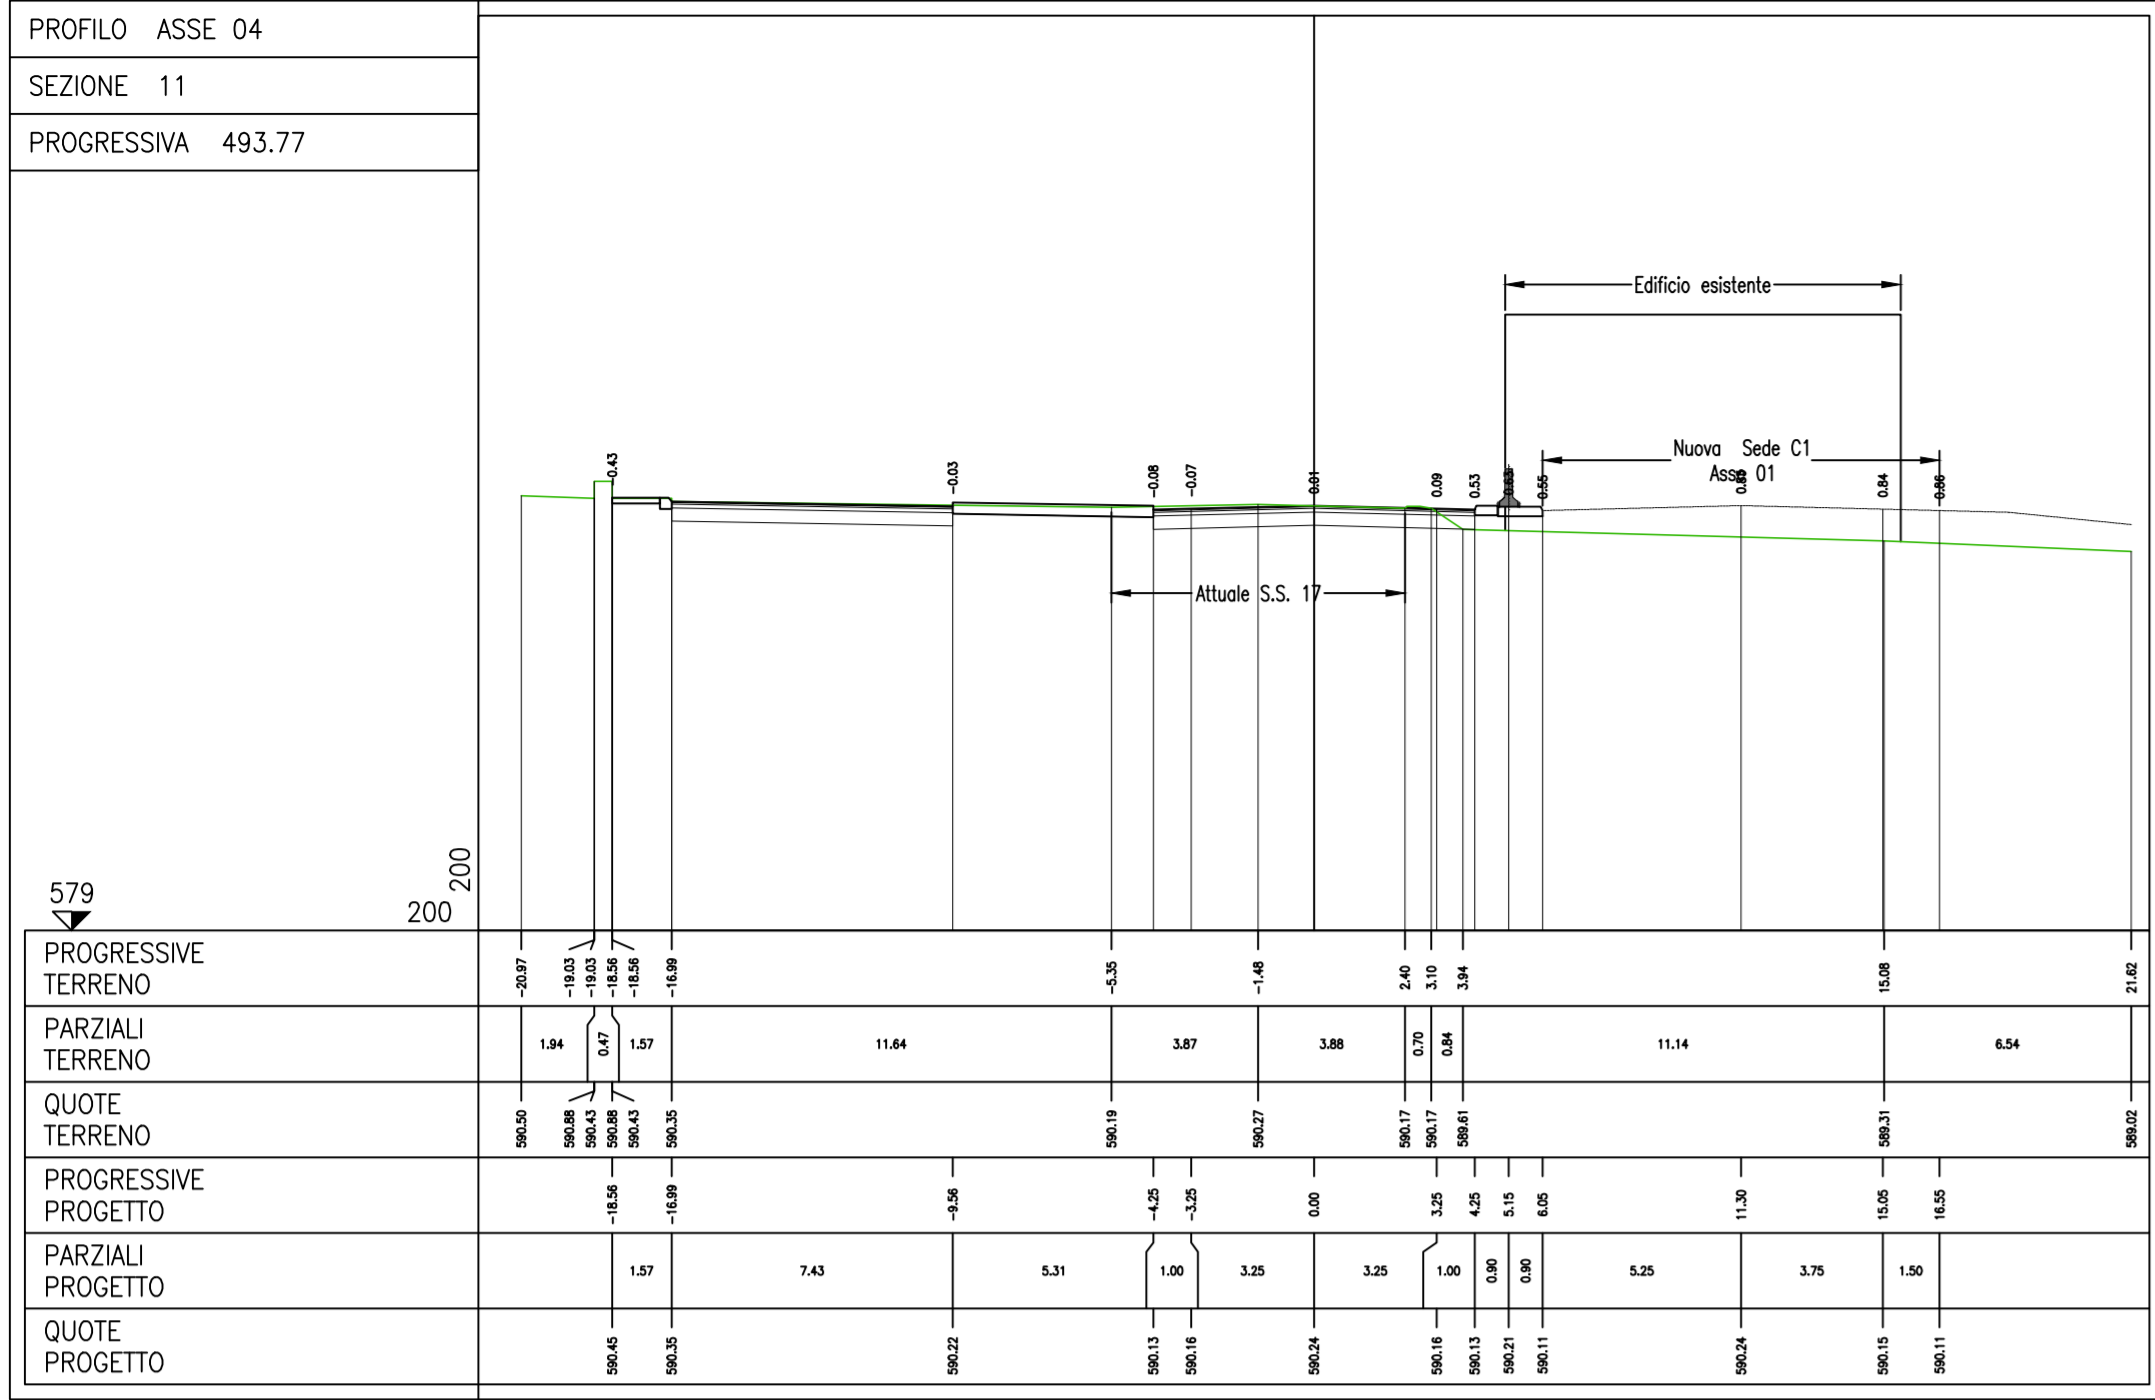 PROFILO ASSE 04
SEZIONE 11
PROGRESSIVA 493.77
Edificio esistente
Nuova Sede C1
Asse 01
-0.43
-0.03
-0.08
-0.07
0.01
0.09
0.53
0.63
0.55
0.84
0.86
Attuale S.S. 17
579
200
200
PROGRESSIVE
TERRENO
-20.97 -19.03 -19.03 -18.56 -18.56 -16.99 -5.35 -1.48 2.40 3.10 3.94 15.08 21.62
PARZIALI
TERRENO
1.94 0.47 1.57 11.64 3.87 3.88 0.70 0.84 11.14 6.54
QUOTE
TERRENO
590.50 590.88 590.43 590.88 590.43 590.35 590.19 590.27 590.17 590.17 589.61 589.31 589.02
PROGRESSIVE
PROGETTO
-18.56 -16.99 -9.56 -4.25 -3.25 0.00 3.25 4.25 5.15 6.05 11.30 15.05 16.55
PARZIALI
PROGETTO
1.57 7.43 5.31 1.00 3.25 3.25 1.00 0.90 0.90 5.25 3.75 1.50
QUOTE
PROGETTO
590.45 590.35 590.22 590.13 590.16 590.24 590.16 590.13 590.21 590.11 590.24 590.15 590.11